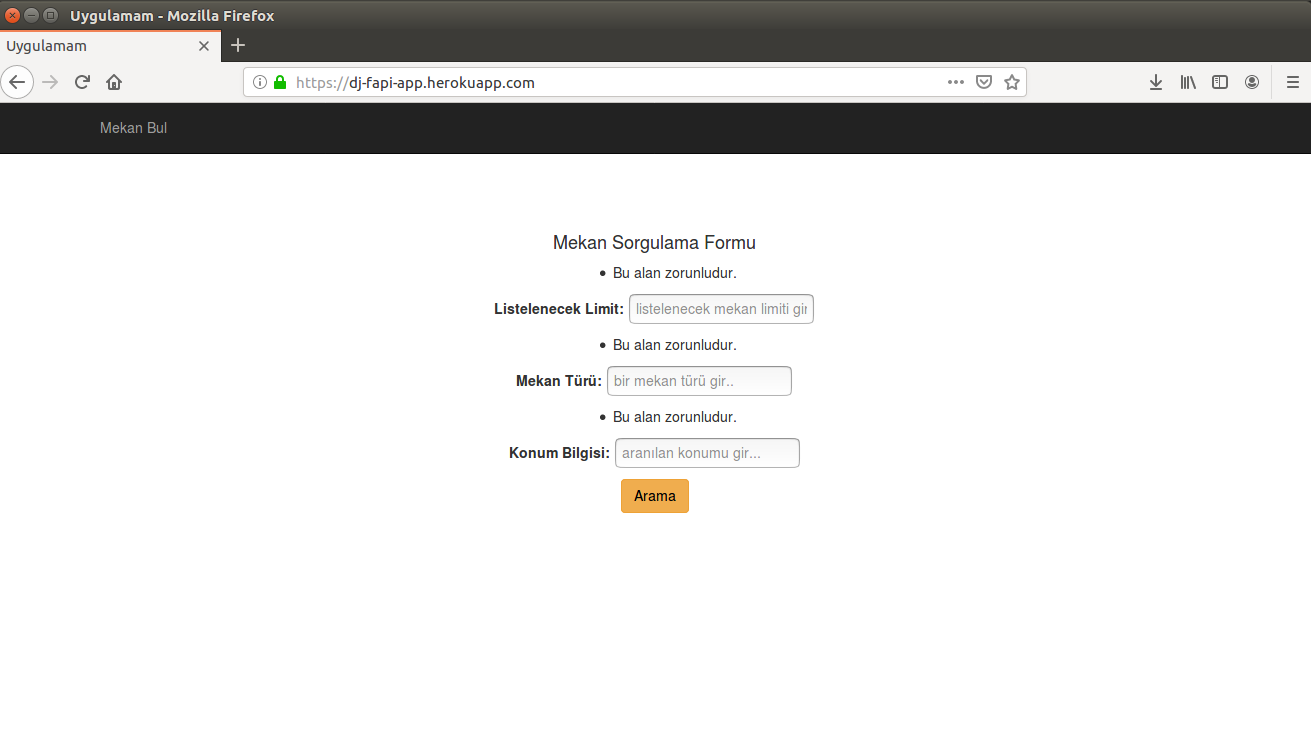 Uygulamam - Mozilla Firefox
Uygulamam
https://dj-fapi-app.herokuapp.com
Mekan Bul
Mekan Sorgulama Formu
Bu alan zorunludur.
Listelenecek Limit: listelenecek mekan limiti gir
Bu alan zorunludur.
Mekan Türü: bir mekan türü gir..
Bu alan zorunludur.
Konum Bilgisi: aranılan konumu gir...
Arama